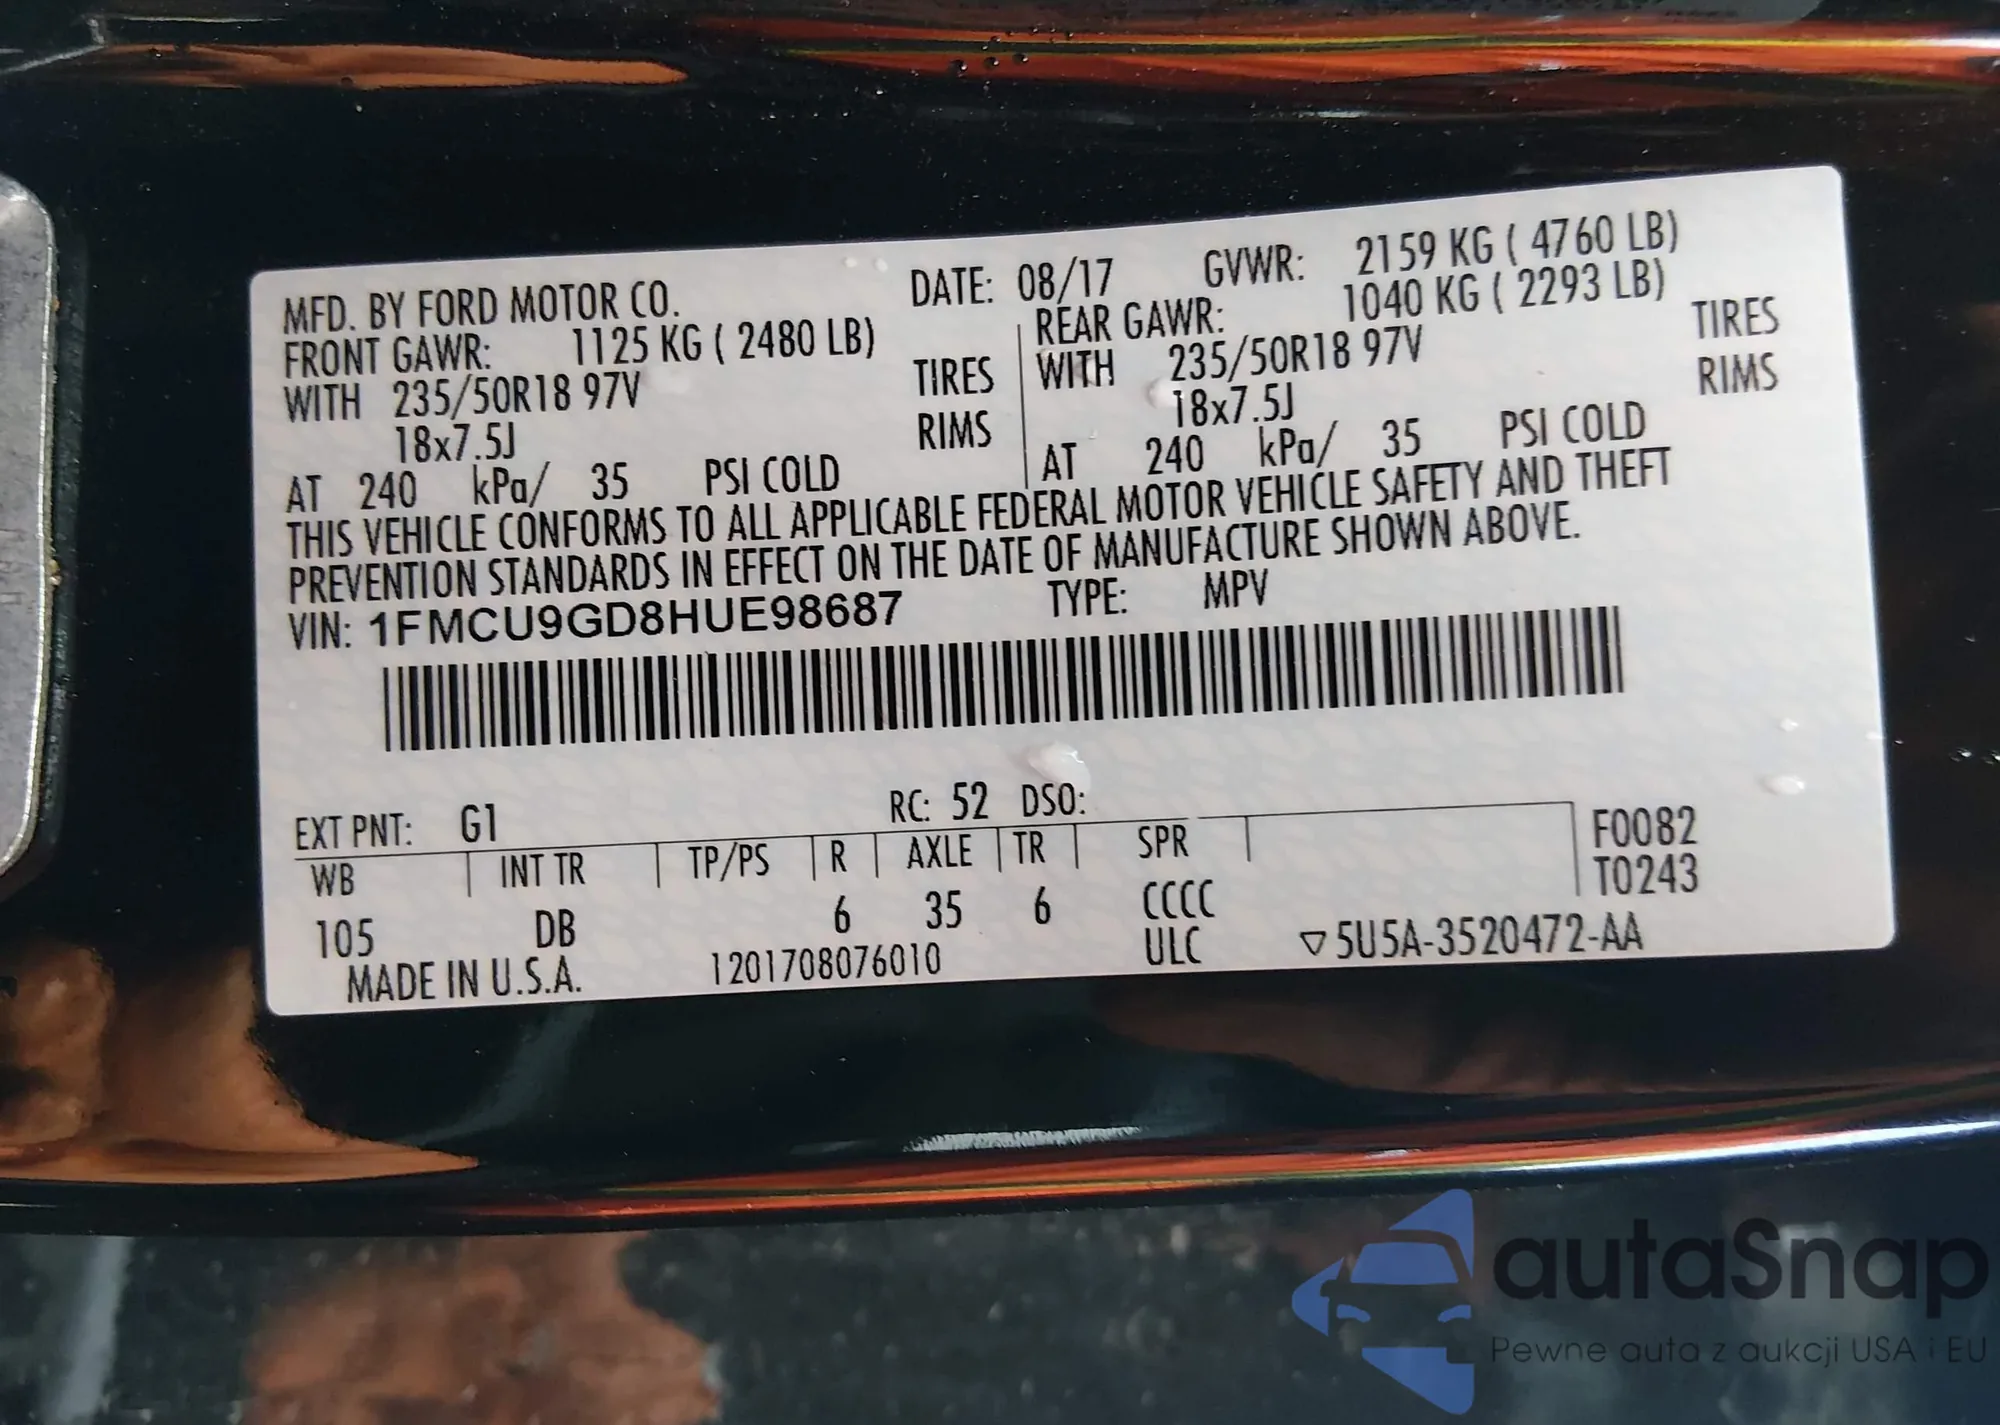 MFD. BY FORD MOTOR CO. DATE: 08/17 GVWR: 2159 KG ( 4760 LB)
FRONT GAWR: 1125 KG ( 2480 LB) REAR GAWR: 1040 KG ( 2293 LB)
WITH 235/50R18 97V TIRES WITH 235/50R18 97V TIRES
18x7.5J RIMS 18x7.5J RIMS
AT 240 kPa/ 35 PSI COLD AT 240 kPa/ 35 PSI COLD
THIS VEHICLE CONFORMS TO ALL APPLICABLE FEDERAL MOTOR VEHICLE SAFETY AND THEFT
PREVENTION STANDARDS IN EFFECT ON THE DATE OF MANUFACTURE SHOWN ABOVE.
VIN: 1FMCU9GD8HUE98687 TYPE: MPV
EXT PNT: G1 RC: 52 DSO:
WB INT TR TP/PS R AXLE TR SPR F0082
T0243
105 DB 6 35 6 CCCC
MADE IN U.S.A. 1201708076010 ULC ▽5U5A-3520472-AA
autaSnap
Pewne auta z aukcji USA i EU